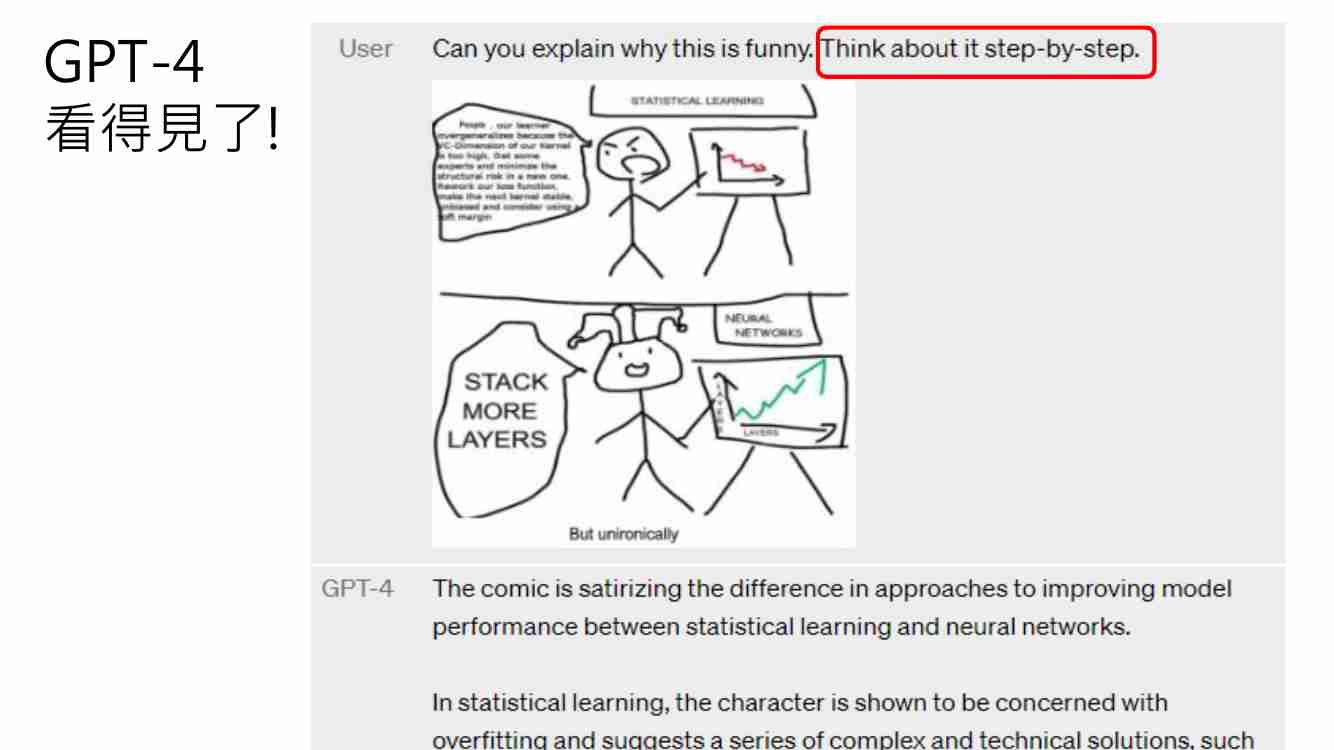 GPT-4
看得見了!
User
Can you explain why this is funny. Think about it step-by-step.
STATISTICAL LEARNING
People, our learner
overgeneralizes because the
VC-Dimension of our Kernel
is too high, Get some
experts and minimize the
structural risk in a new one.
Rework our loss function,
make the next kernel stable,
unbiased and consider using a
soft margin
NEURAL
NETWORKS
STACK
MORE
LAYERS
LAYERS
LAYERS
But unironically
GPT-4
The comic is satirizing the difference in approaches to improving model
performance between statistical learning and neural networks.
In statistical learning, the character is shown to be concerned with
overfitting and suggests a series of complex and technical solutions, such